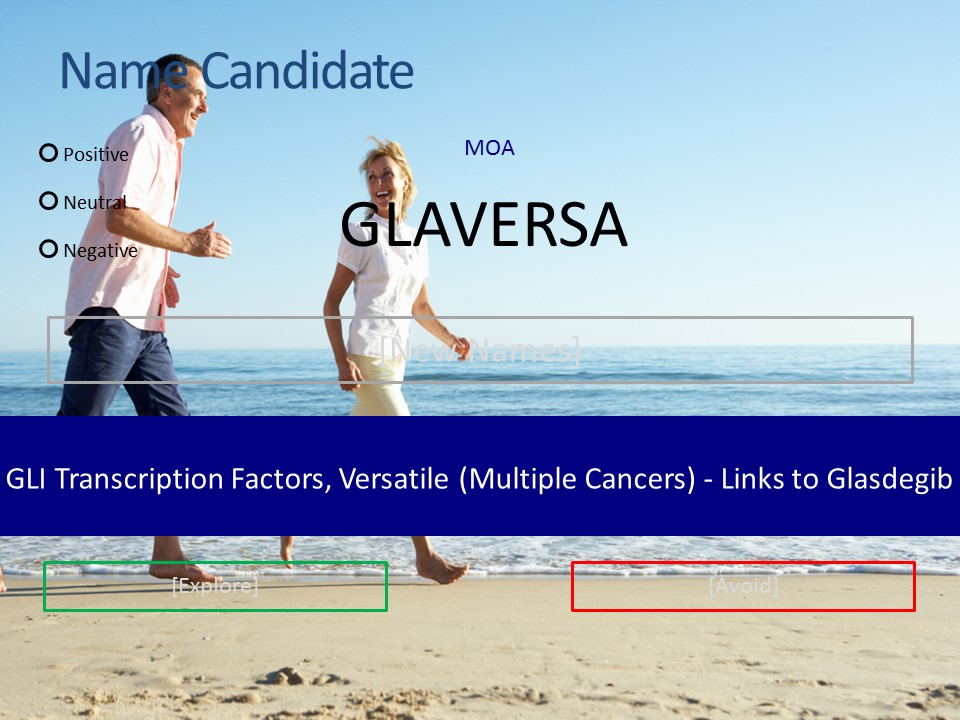 Name Candidate
Positive
Neutral
Negative
MOA
GLAVERSA
[New Names]
GLI Transcription Factors, Versatile (Multiple Cancers) - Links to Glasdegib
[Explore]
[Avoid]